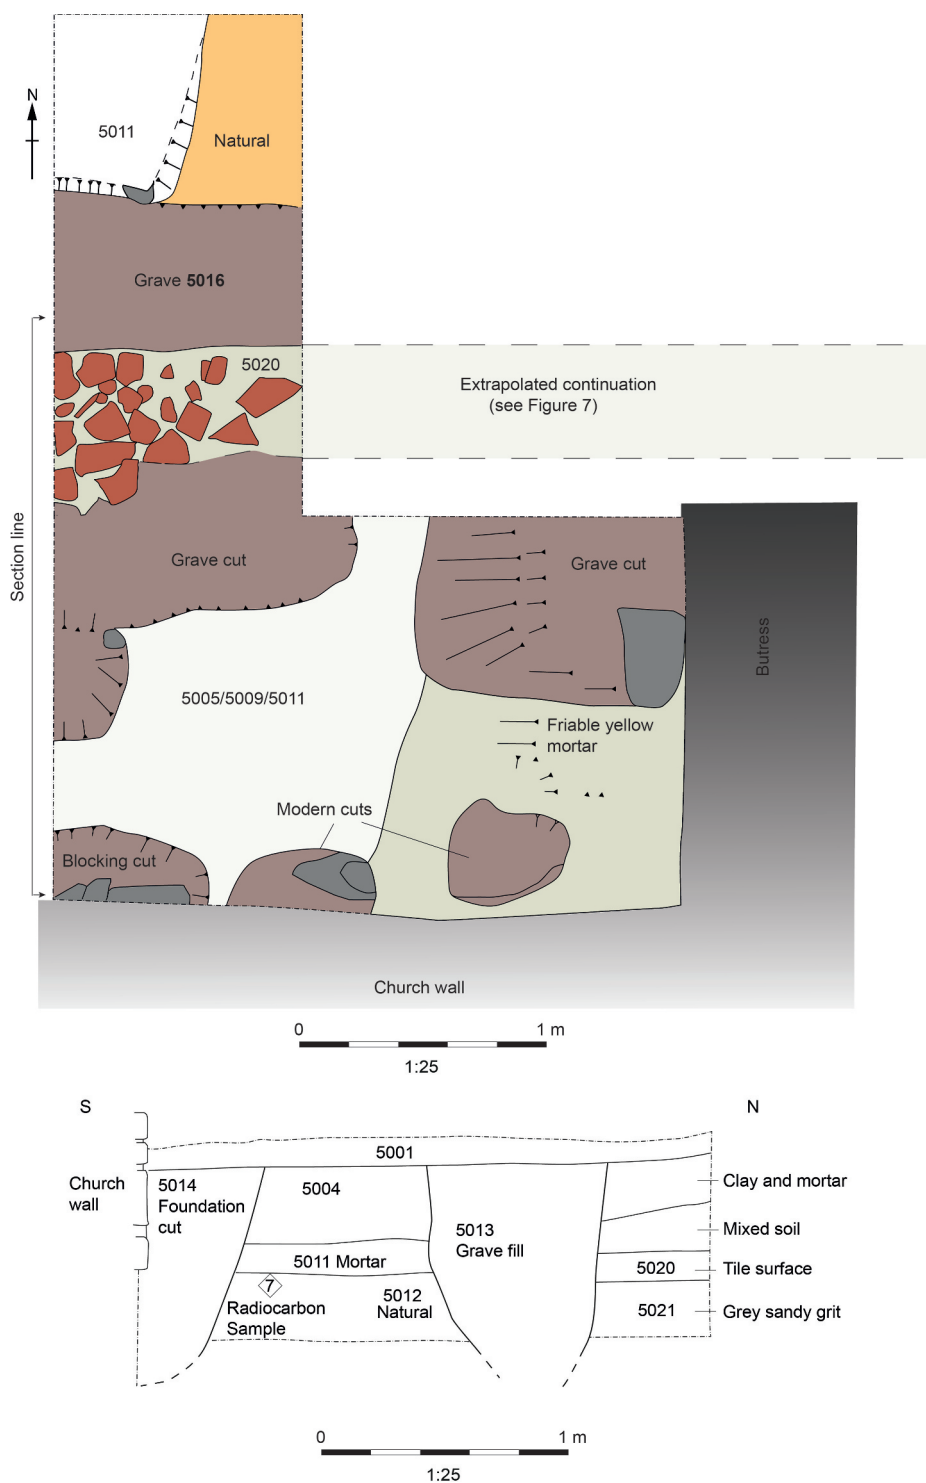 N
5011
Natural
Grave 5016
5020
Extrapolated continuation
(see Figure 7)
Section line
Grave cut
Grave cut
Butress
5005/5009/5011
Friable yellow
mortar
Modern cuts
Blocking cut
Church wall
0 1 m
1:25
S N
5001
Church
wall
5014
Foundation
cut
5004
5013
Grave fill
Clay and mortar
Mixed soil
5011 Mortar
5020
Tile surface
7
Radiocarbon
Sample
5012
Natural
5021
Grey sandy grit
0 1 m
1:25